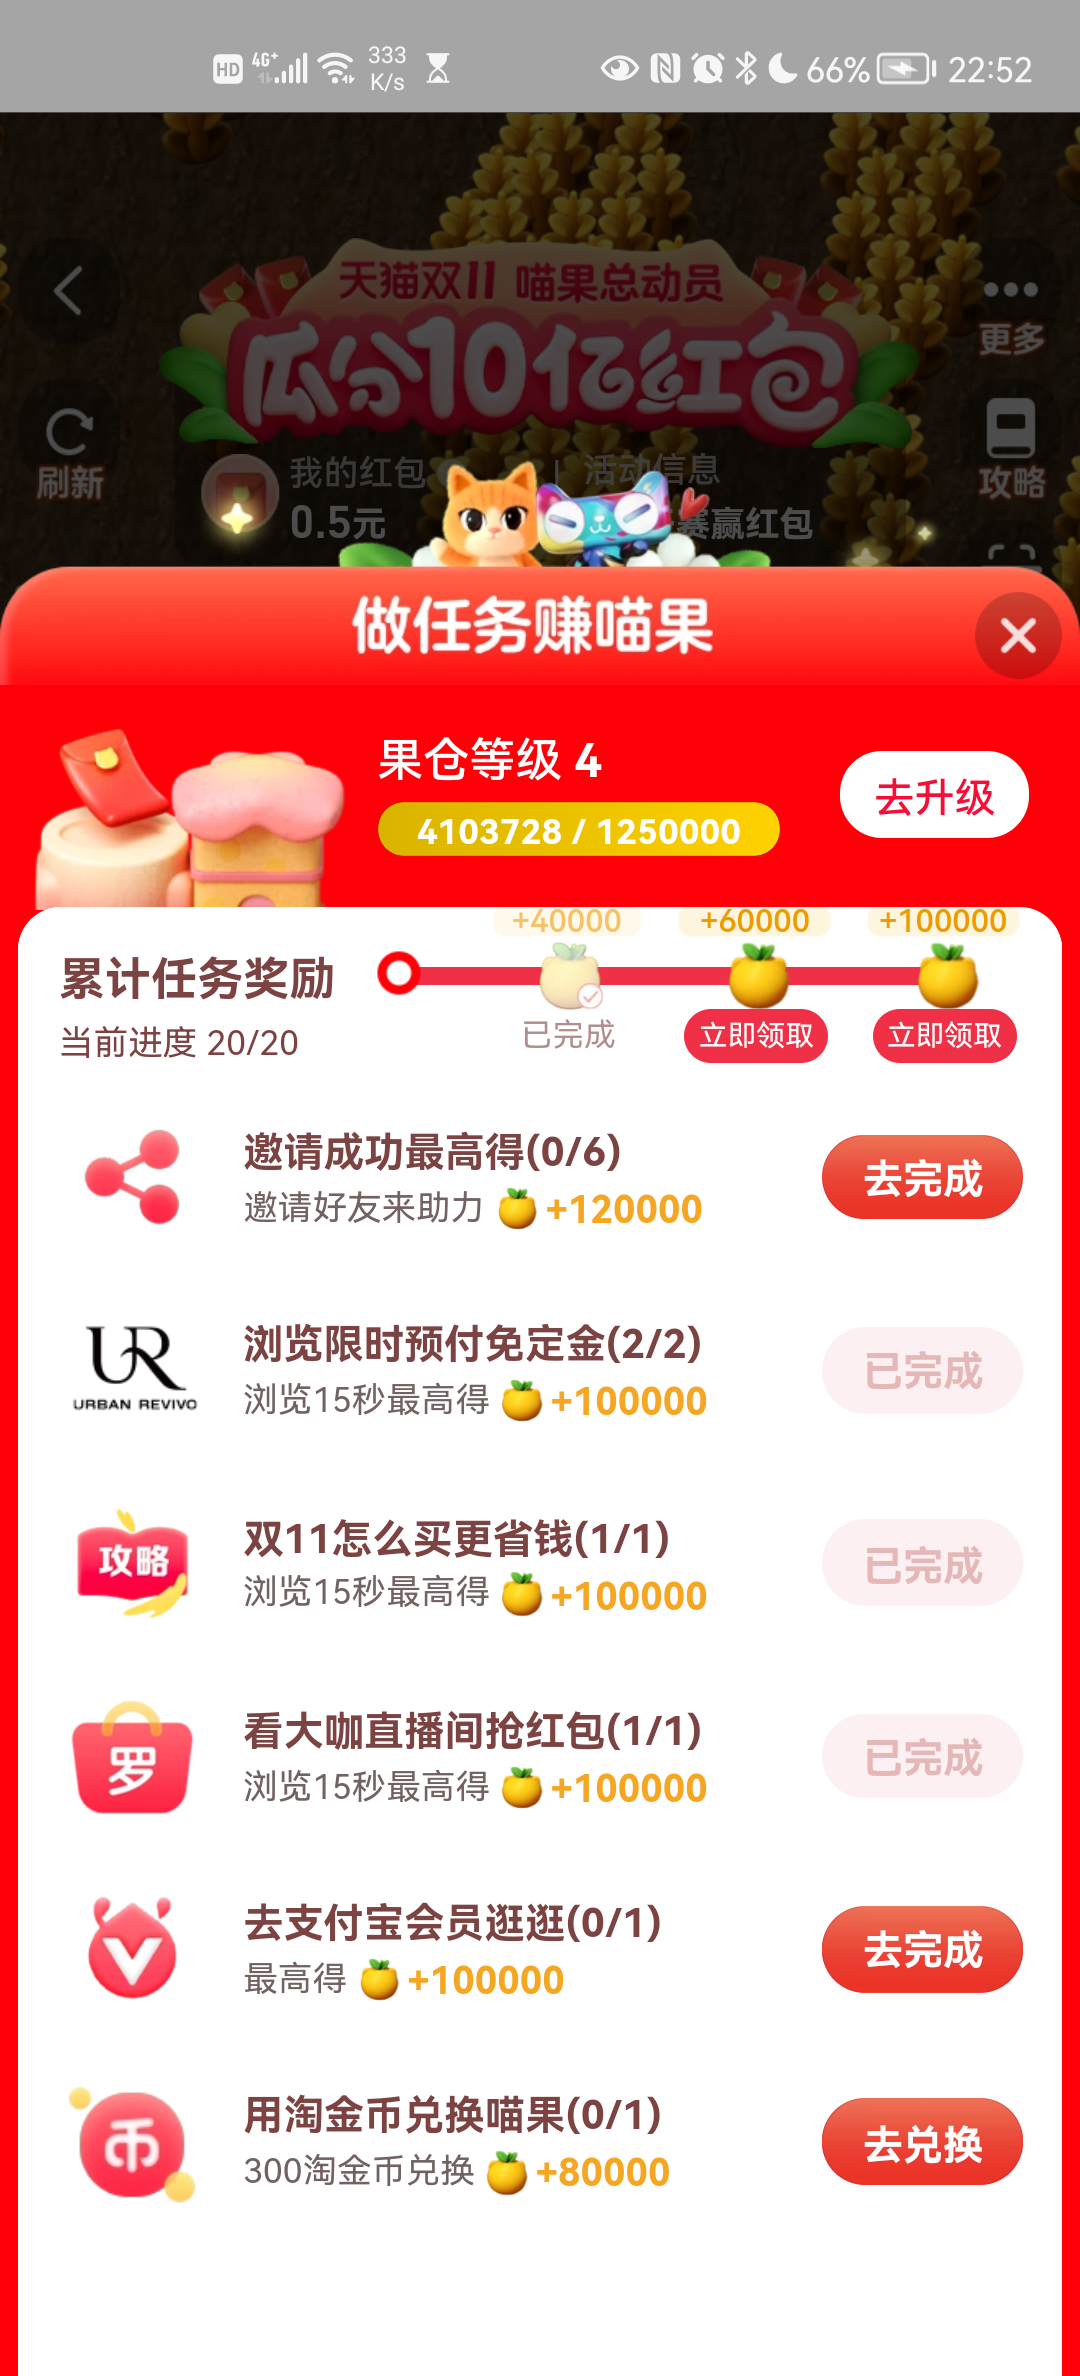 HD 4G+ 333 K/s 66% 22:52
天猫双11 喵果总动员
瓜分10亿红包
更多
刷新
攻略
我的红包
活动信息
0.5元
赛赢红包
做任务赚喵果
果仓等级 4
4103728 / 1250000
去升级
+40000 +60000 +100000
累计任务奖励
当前进度 20/20
已完成 立即领取 立即领取
邀请成功最高得(0/6)
邀请好友来助力 +120000
去完成
UR
URBAN REVIVO
浏览限时预付免定金(2/2)
浏览15秒最高得 +100000
已完成
攻略
双11怎么买更省钱(1/1)
浏览15秒最高得 +100000
已完成
罗
看大咖直播间抢红包(1/1)
浏览15秒最高得 +100000
已完成
V
去支付宝会员逛逛(0/1)
最高得 +100000
去完成
币
用淘金币兑换喵果(0/1)
300淘金币兑换 +80000
去兑换